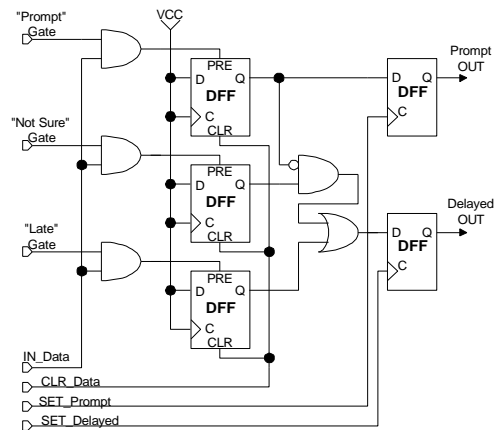 "Prompt"
Gate
VCC
Prompt
OUT
PRE
D Q
DFF
C
CLR
D Q
DFF
C
"Not Sure"
Gate
PRE
D Q
DFF
C
CLR
"Late"
Gate
Delayed
OUT
D Q
DFF
C
PRE
D Q
DFF
C
CLR
IN_Data
CLR_Data
SET_Prompt
SET_Delayed